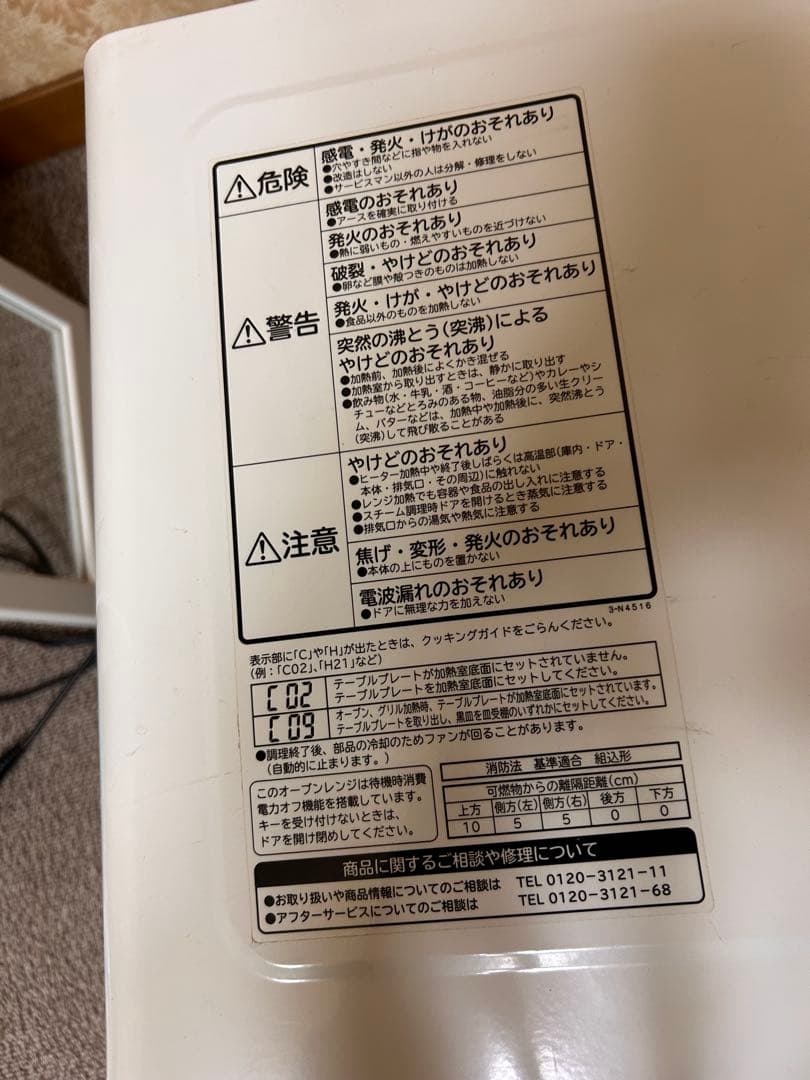 ⚠危険
感電・発火・けがのおそれあり
●穴やすき間などに指や物を入れない
●改造はしない
●サービスマン以外の人は分解・修理をしない
⚠警告
感電のおそれあり
●アースを確実に取り付ける
発火のおそれあり
●熱に弱いもの・燃えやすいものを近づけない
破裂・やけどのおそれあり
●卵など膜や殻つきのものは加熱しない
発火・けが・やけどのおそれあり
●食品以外のものを加熱しない
突然の沸とう(突沸)による
やけどのおそれあり
●加熱前、加熱後によくかき混ぜる
●加熱室から取り出すときは、静かに取り出す
●飲み物(水・牛乳・酒・コーヒーなど)やカレーやシ
チューなどとろみのある物、油脂分の多い生クリー
ム、バターなどは、加熱中や加熱後に、突然沸とう
(突沸)して飛び散ることがある
⚠注意
やけどのおそれあり
●ヒーター加熱中や終了後しばらくは高温部(庫内・ドア・
本体・排気口・その周辺)に触れない
●レンジ加熱でも容器や食品の出し入れに注意する
●スチーム調理時ドアを開けるとき蒸気に注意する
●排気口からの湯気や熱気に注意する
焦げ・変形・発火のおそれあり
●本体の上にものを置かない
電波漏れのおそれあり
●ドアに無理な力を加えない
3-N4516
表示部に「C」や「H」が出たときは、クッキングガイドをごらんください。
(例:「C02」、「H21」など)
C02
テーブルプレートが加熱室底面にセットされていません。
テーブルプレートを加熱室底面にセットしてください。
C09
オーブン、グリル加熱時、テーブルプレートが加熱室底面にセットされています。
テーブルプレートを取り出し、黒皿を皿受棚のいずれかにセットしてください。
●調理終了後、部品の冷却のためファンが回ることがあります。
(自動的に止まります。)
このオーブンレンジは待機時消費
電力オフ機能を搭載しています。
キーを受け付けないときは、
ドアを開け閉めしてください。
消防法 基準適合 組込形
可燃物からの離隔距離(cm)
上方 側方(左) 側方(右) 後方 下方
10 5 5 0 0
商品に関するご相談や修理について
●お取り扱いや商品情報についてのご相談は TEL 0120-3121-11
●アフターサービスについてのご相談は TEL 0120-3121-68